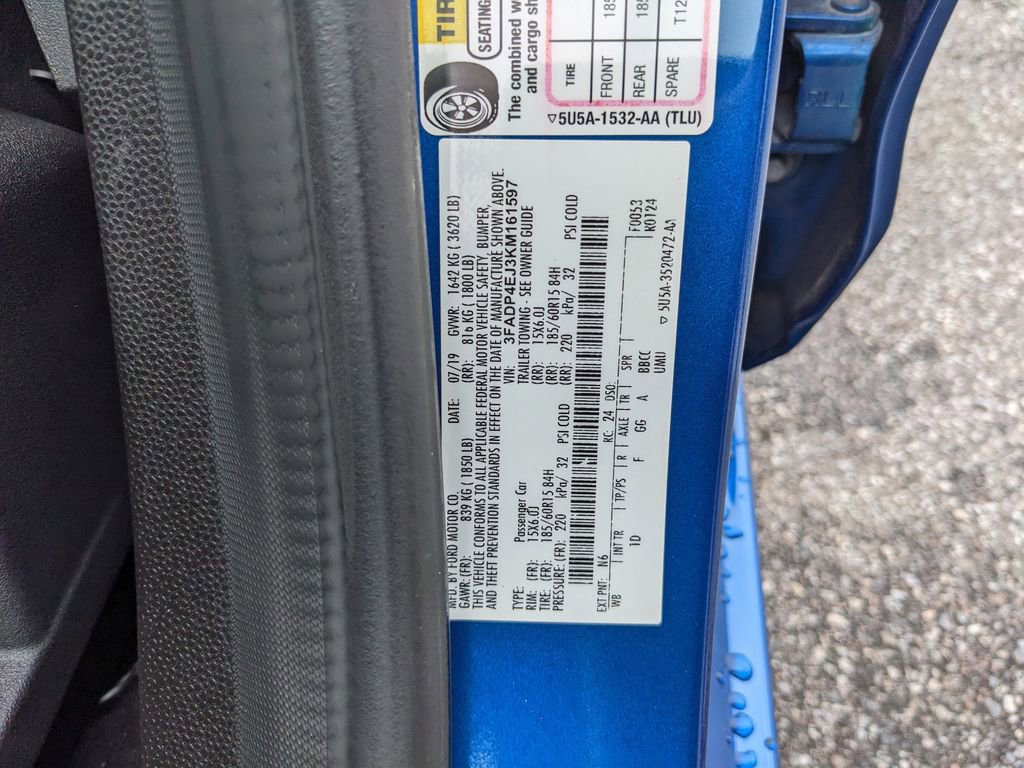 TIR
SEATING
The combined w
and cargo sh
TIRE
FRONT 185
REAR 185
SPARE T12
▽5U5A-1532-AA (TLU)
MFD. BY FORD MOTOR CO. DATE: 07/19 GVWR: 1642 KG ( 3620 LB)
GAWR: (FR): 839 KG ( 1850 LB) (RR): 816 KG ( 1800 LB)
THIS VEHICLE CONFORMS TO ALL APPLICABLE FEDERAL MOTOR VEHICLE SAFETY, BUMPER,
AND THEFT PREVENTION STANDARDS IN EFFECT ON THE DATE OF MANUFACTURE SHOWN ABOVE.
VIN: 3FADP4EJ3KM161597
TYPE: Passenger Car TRAILER TOWING - SEE OWNER GUIDE
RIM: (FR): 15X6.0J (RR): 15X6.0J
TIRE: (FR): 185/60R15 84H (RR): 185/60R15 84H
PRESSURE (FR): 220 kPa/ 32 PSI COLD (RR): 220 kPa/ 32 PSI COLD
EXT PNT: N6 RC: 24 DSO: F0053
WB INT TR TP/PS R AXLE TR SPR K0124
1D F GG A BBCC
UMU ▽ 5U5A-3520472-AA
RLL